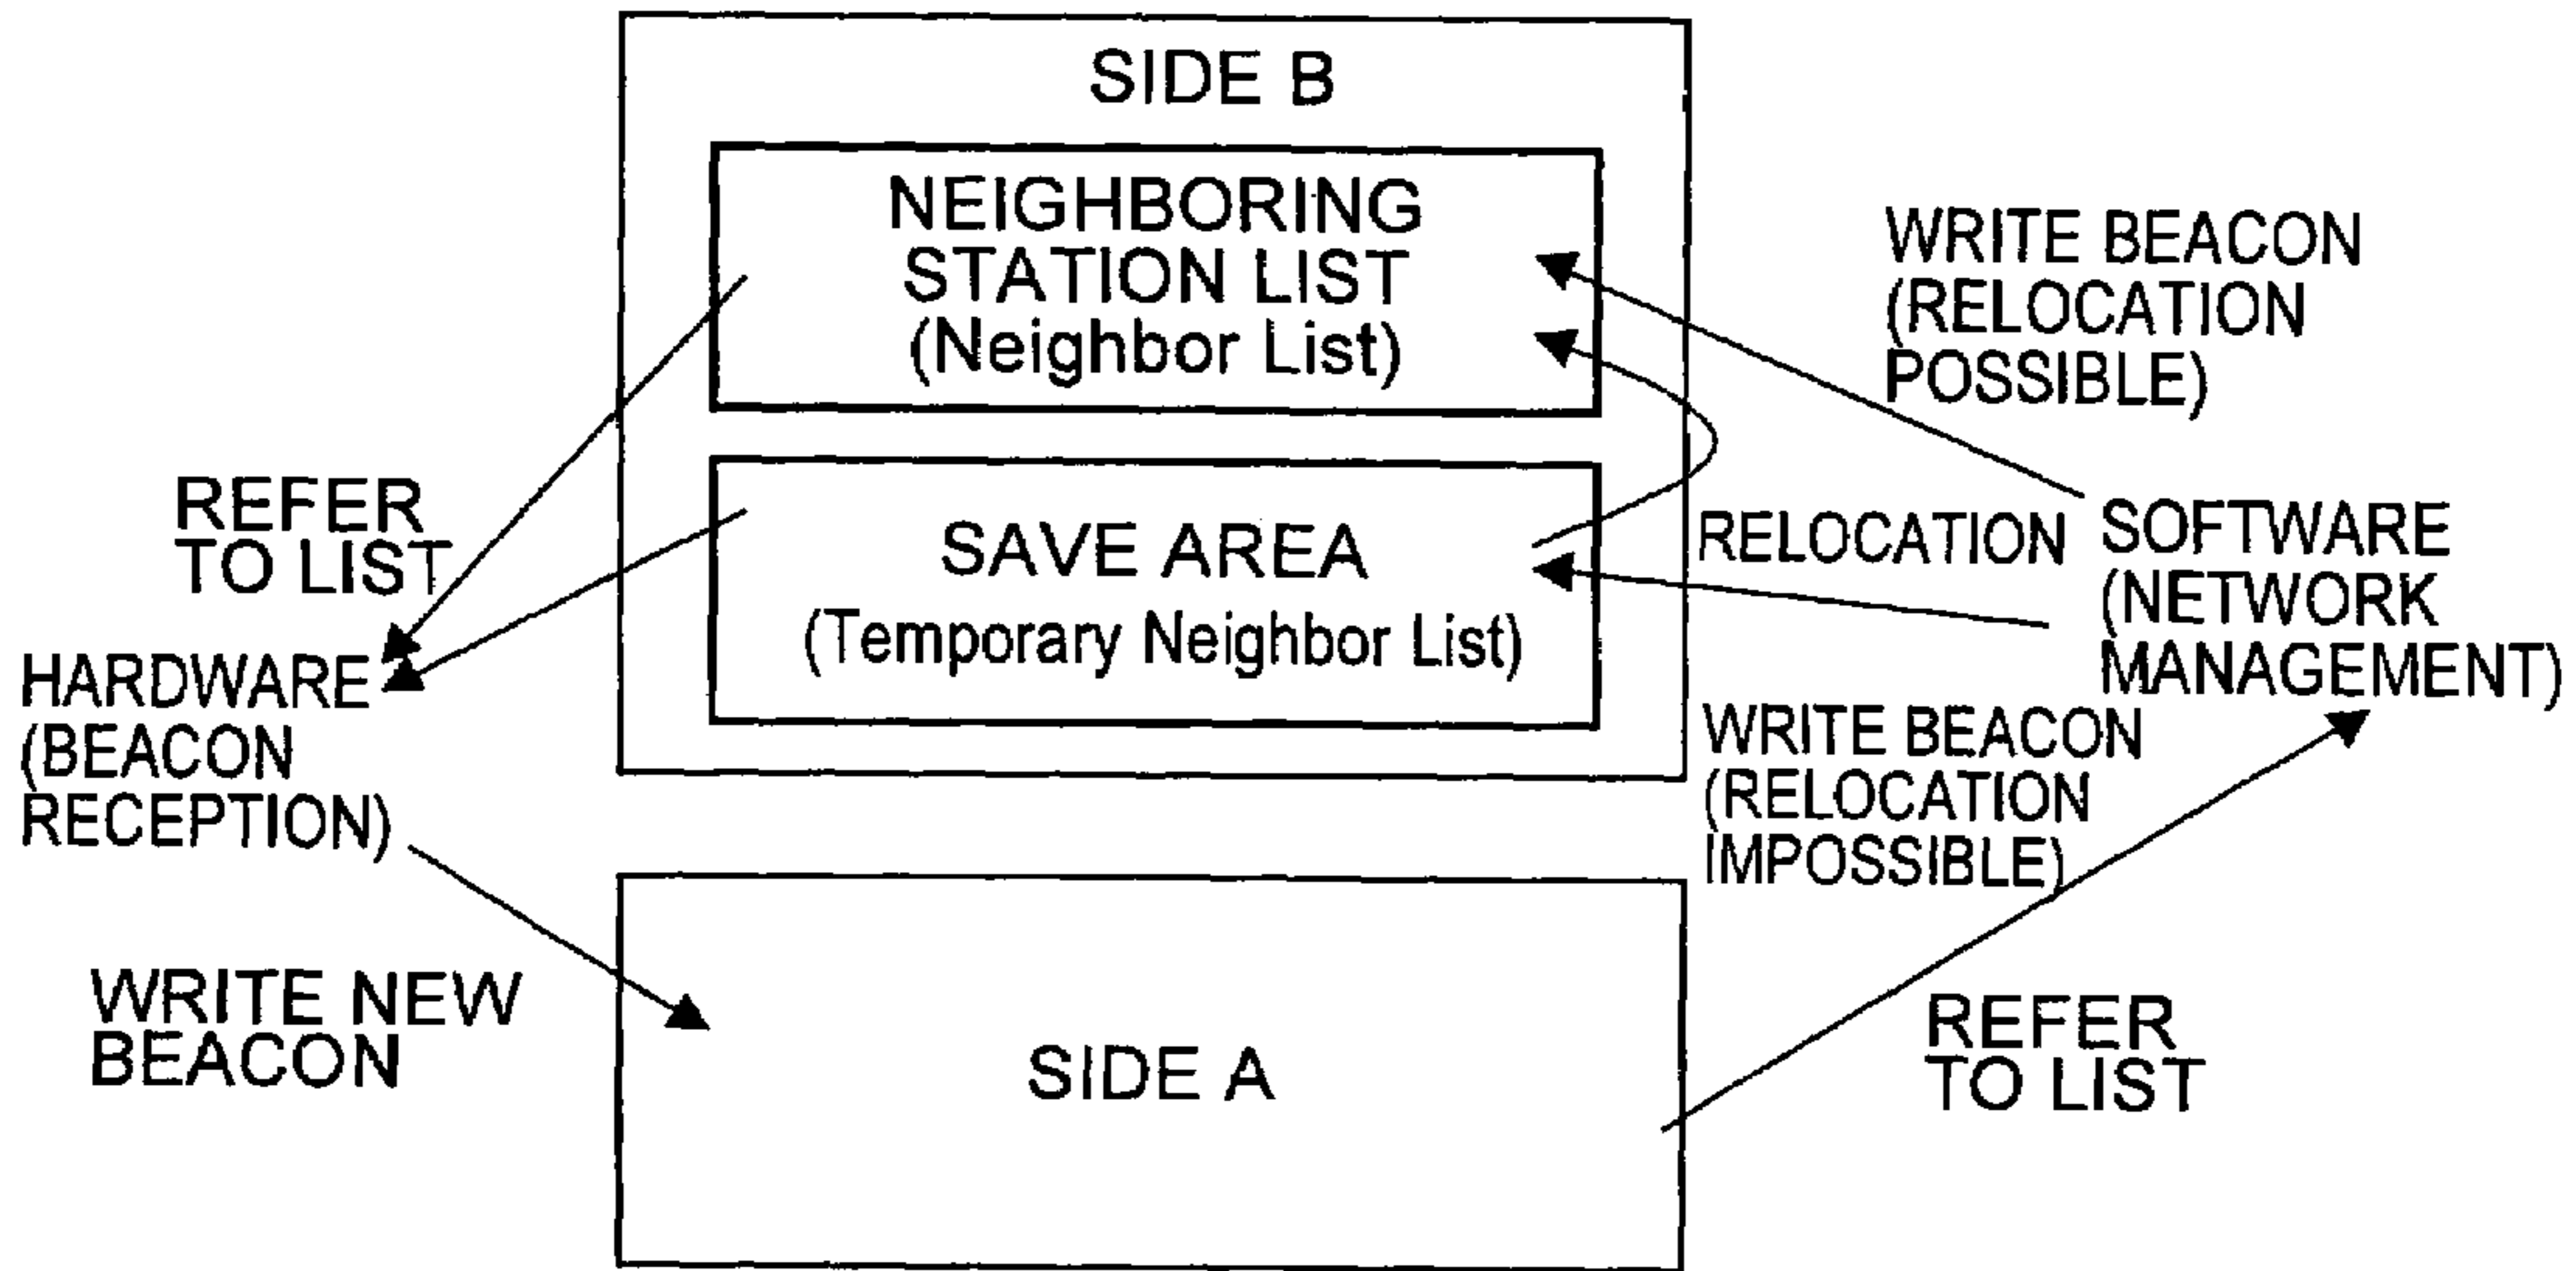 SIDE B
NEIGHBORING
STATION LIST
(Neighbor List)
WRITE BEACON
(RELOCATION
POSSIBLE)
REFER
TO LIST
SAVE AREA
(Temporary Neighbor List)
RELOCATION
SOFTWARE
(NETWORK
MANAGEMENT)
HARDWARE
(BEACON
RECEPTION)
WRITE BEACON
(RELOCATION
IMPOSSIBLE)
WRITE NEW
BEACON
SIDE A
REFER
TO LIST